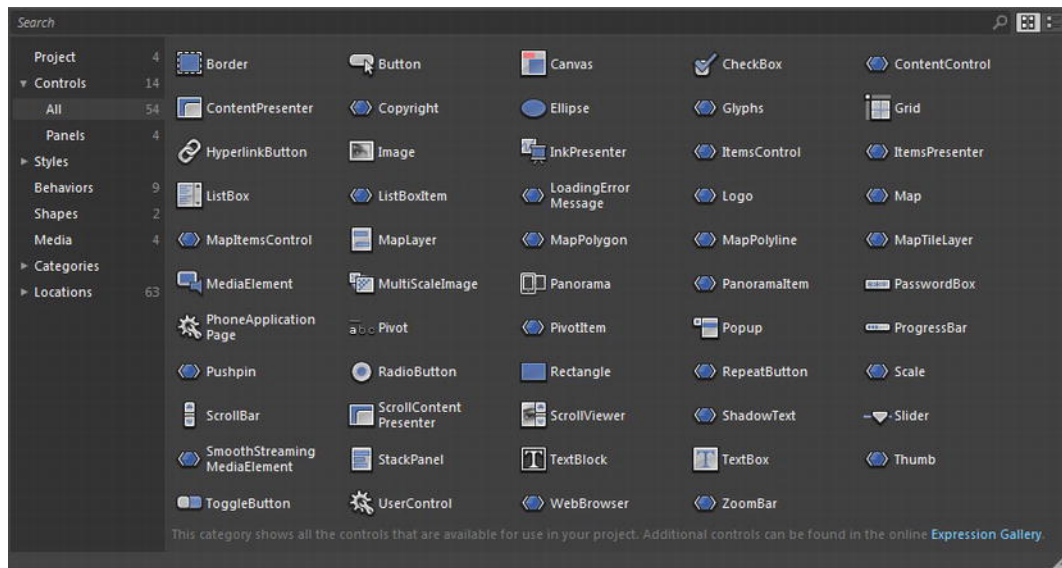 Search
Project 4
Controls 14
All 54
Panels 4
Styles
Behaviors 9
Shapes 2
Media 4
Categories
Locations 63
Border Button Canvas CheckBox ContentControl
ContentPresenter Copyright Ellipse Glyphs Grid
HyperlinkButton Image InkPresenter ItemsControl ItemsPresenter
ListBox ListBoxItem LoadingError Message Logo Map
MapItemsControl MapLayer MapPolygon MapPolyline MapTileLayer
MediaElement MultiScaleImage Panorama PanoramaItem PasswordBox
PhoneApplication Page abc Pivot PivotItem Popup ProgressBar
Pushpin RadioButton Rectangle RepeatButton Scale
ScrollBar ScrollContent Presenter ScrollViewer ShadowText Slider
SmoothStreaming MediaElement StackPanel T TextBlock T TextBox Thumb
ToggleButton UserControl WebBrowser ZoomBar
This category shows all the controls that are available for use in your project. Additional controls can be found in the online Expression Gallery.